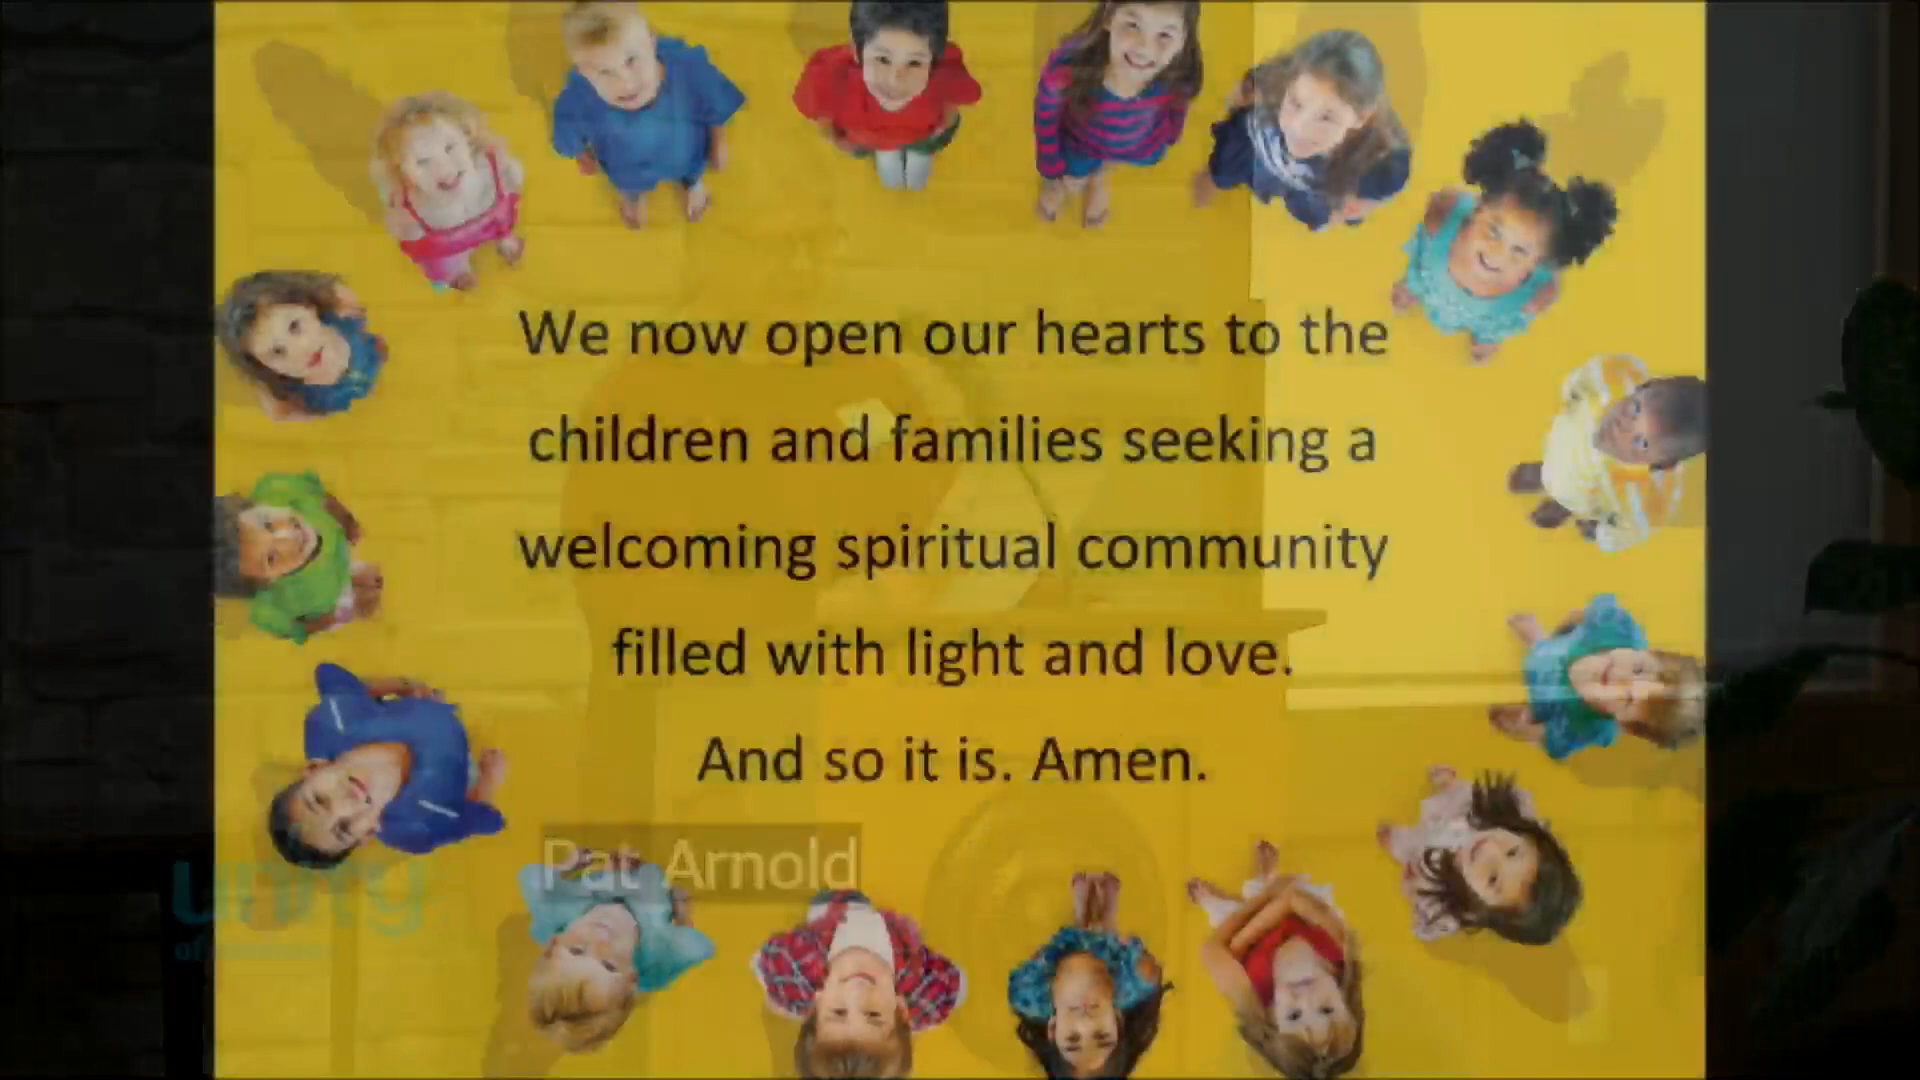 We now open our hearts to the
children and families seeking a
welcoming spiritual community
filled with light and love.
And so it is. Amen.
Pat Arnold
unity